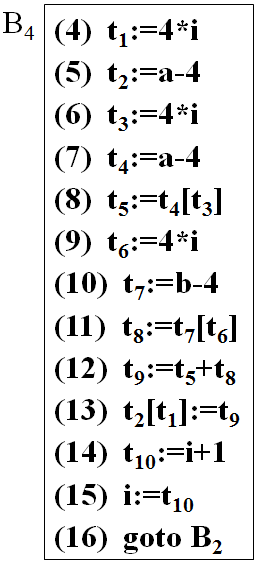 B₄
(4) t₁:=4*i
(5) t₂:=a-4
(6) t₃:=4*i
(7) t₄:=a-4
(8) t₅:=t₄[t₃]
(9) t₆:=4*i
(10) t₇:=b-4
(11) t₈:=t₇[t₆]
(12) t₉:=t₅+t₈
(13) t₂[t₁]:=t₉
(14) t₁₀:=i+1
(15) i:=t₁₀
(16) goto B₂